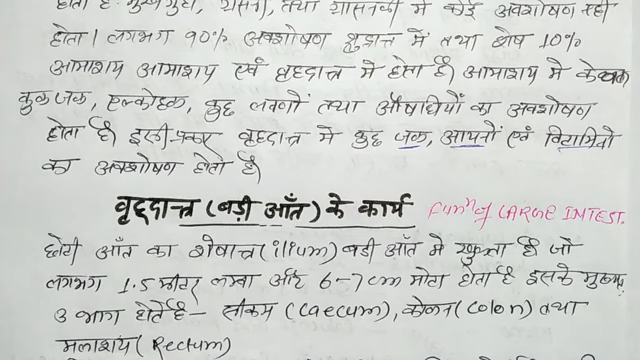 होता है मुखगुहा, ग्रसनी, तथा ग्रासनली में कोई अवशोषण नहीं
होता। लगभग 90% अवशोषण क्षुद्रान्त्र में तथा शेष 10%
आमाशय आमाशय एवं वृहदान्त्र मे होता है। आमाशय मे केवल
कुछ जल, एल्कोहल, कुछ लवणों तथा औषधियों का अवशोषण
होता है। इसी प्रकार वृहदान्त्र मे कुछ जल, आयनों एवं विटामिनो
का अवशोषण होता है।
वृहदान्त्र (बड़ी आँत) के कार्य Funⁿ of LARGE INTEST.
छोटी आँत का शेषान्त्र (ilium) बडी आँत मे खुलता है जो
लगभग 1.5 मीटर लम्बा और 6-7 cm मोटा होता है इसके मुख्य
3 भाग होते है - सीकम (Caecum), कोलन (Colon) तथा
मलाशय (Rectum)